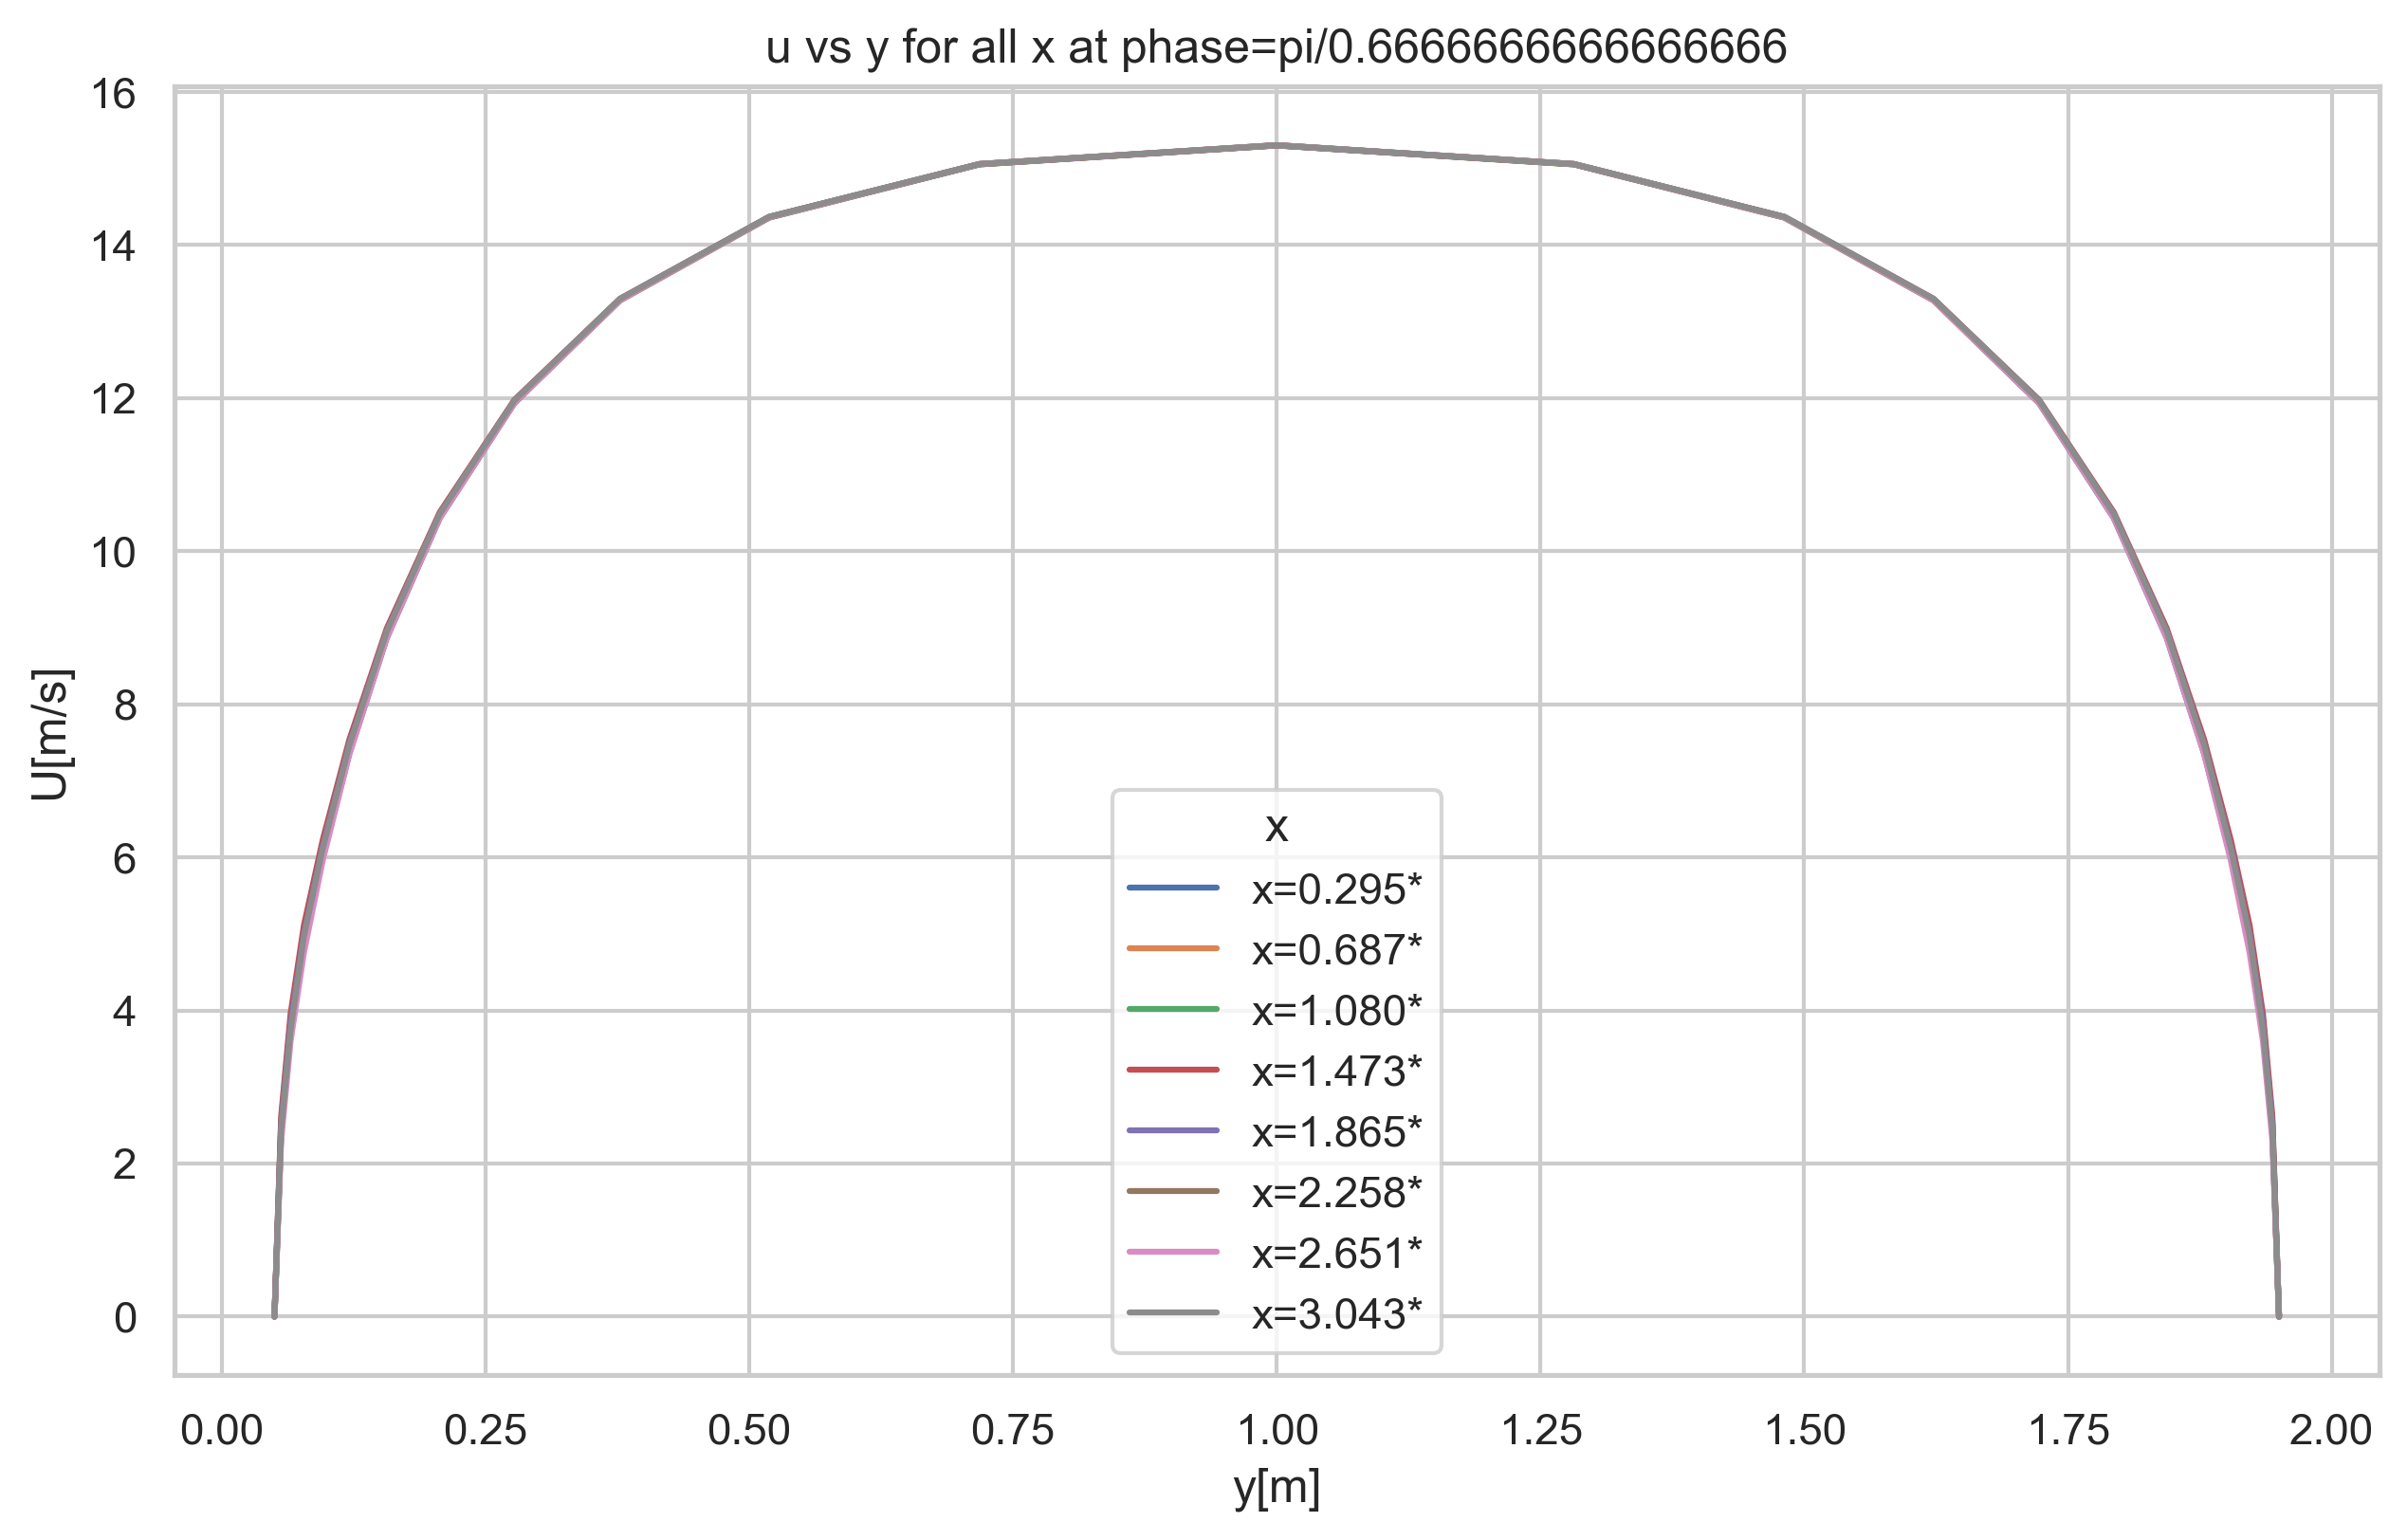 u vs y for all x at phase=pi/0.6666666666666666
16
14
12
10
8
6
4
2
0
U[m/s]
x
x=0.295*
x=0.687*
x=1.080*
x=1.473*
x=1.865*
x=2.258*
x=2.651*
x=3.043*
0.00 0.25 0.50 0.75 1.00 1.25 1.50 1.75 2.00
y[m]